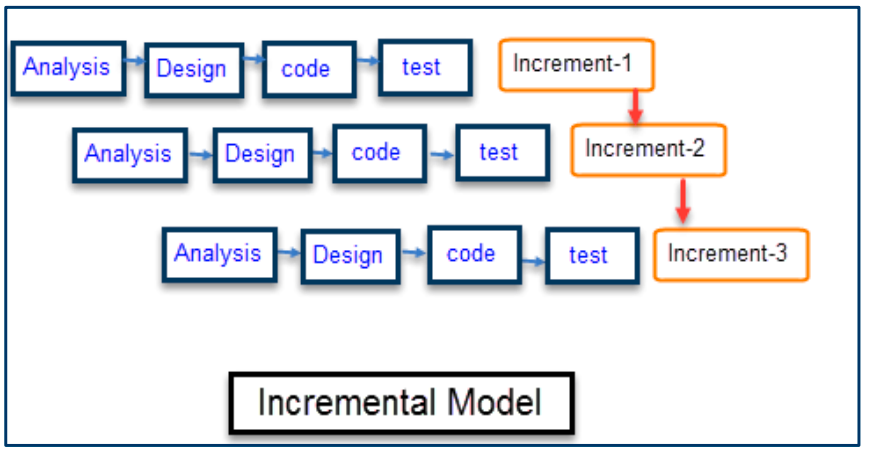 Analysis Design code test Increment-1
Analysis Design code test Increment-2
Analysis Design code test Increment-3
Incremental Model